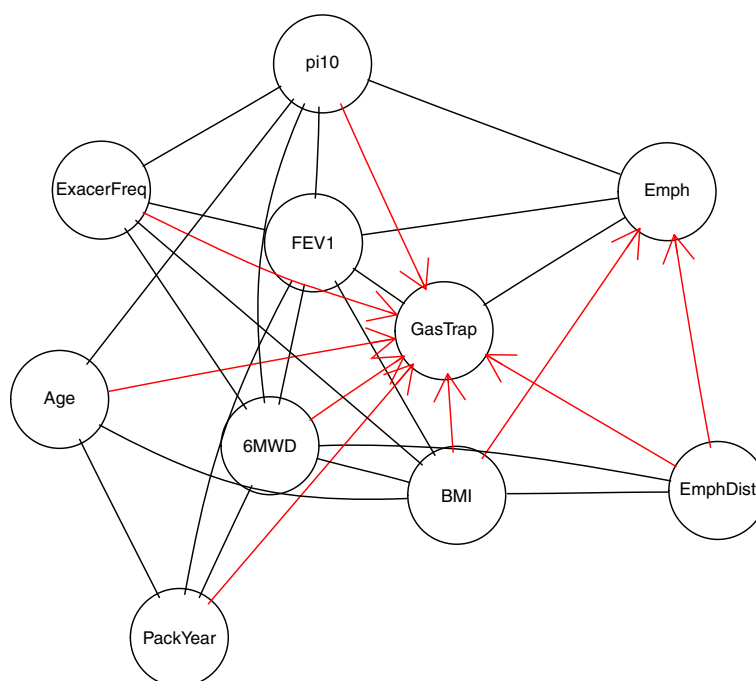 pi10
ExacerFreq
Emph
FEV1
GasTrap
Age
6MWD
BMI
EmphDist
PackYear